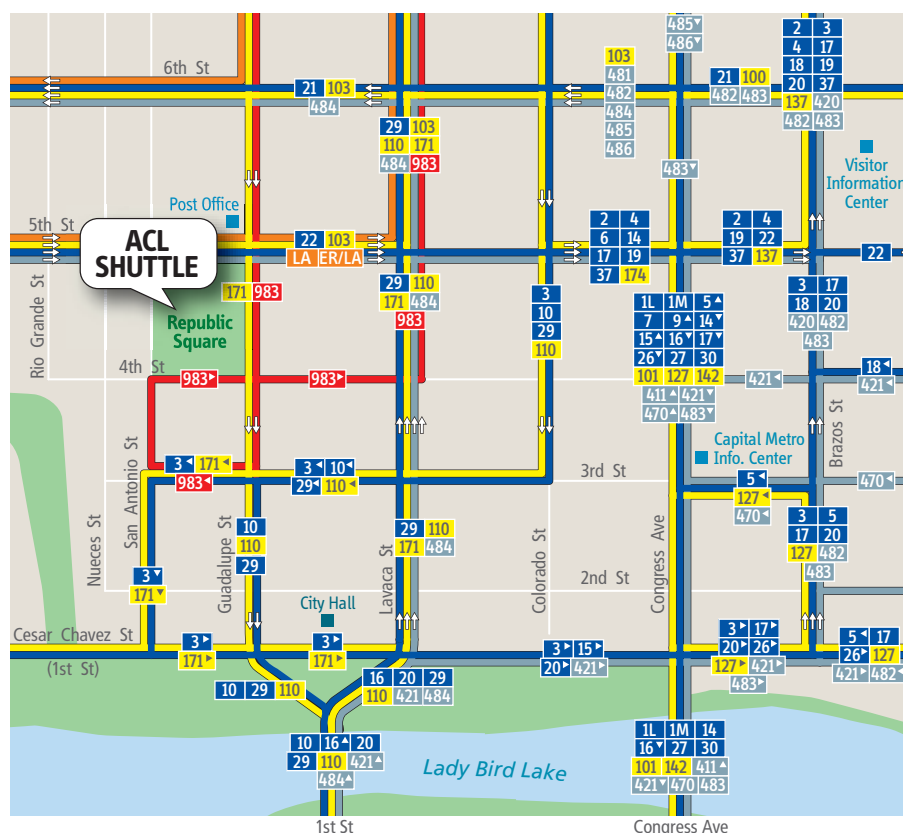 485▼
486▼
2 3
4 17
18 19
20 37
137 420
482 483
6th St
21 103
484
103
481
482
484
485
486
21 100
482 483
29 103
110 171
484 983
483▼
Visitor
Information
Center
Post Office
5th St
ACL
SHUTTLE
22 103
LA ER/LA
2 4
6 14
17 19
37 174
2 4
19 22
37 137
22
Rio Grande St
171 983
Republic
Square
29 110
171 484
983
3
10
29
110
1L 1M 5▲
7 9▲ 14▼
15▲ 16▼ 17▼
26▼ 27 30
101 127 142
411▲ 421▼
470▲ 483▼
3 17
18 20
420 482
483
4th St
983►
983►
421◄
18◄
421◄
San Antonio St
Brazos St
Capital Metro
Info. Center
3◄ 171◄
983◄
3◄ 10◄
29◄ 110◄
3rd St
5◄
127◄
470◄
470◄
Nueces St
Guadalupe St
10
110
29
Lavaca St
29 110
171 484
Colorado St
Congress Ave
3 5
17 20
127 482
483
3▼
171▼
2nd St
City Hall
Cesar Chavez St
(1st St)
3►
171►
3►
171►
3► 15►
20► 421►
3► 17►
20► 26►
127► 421►
483►
5◄ 17
26► 127
421► 482◄
10 29 110
16 20 29
110 421 484
10 16▲ 20
29 110 421▲
484▲
Lady Bird Lake
1L 1M 14
16▼ 27 30
101 142 411▲
421▼ 470 483
1st St
Congress Ave